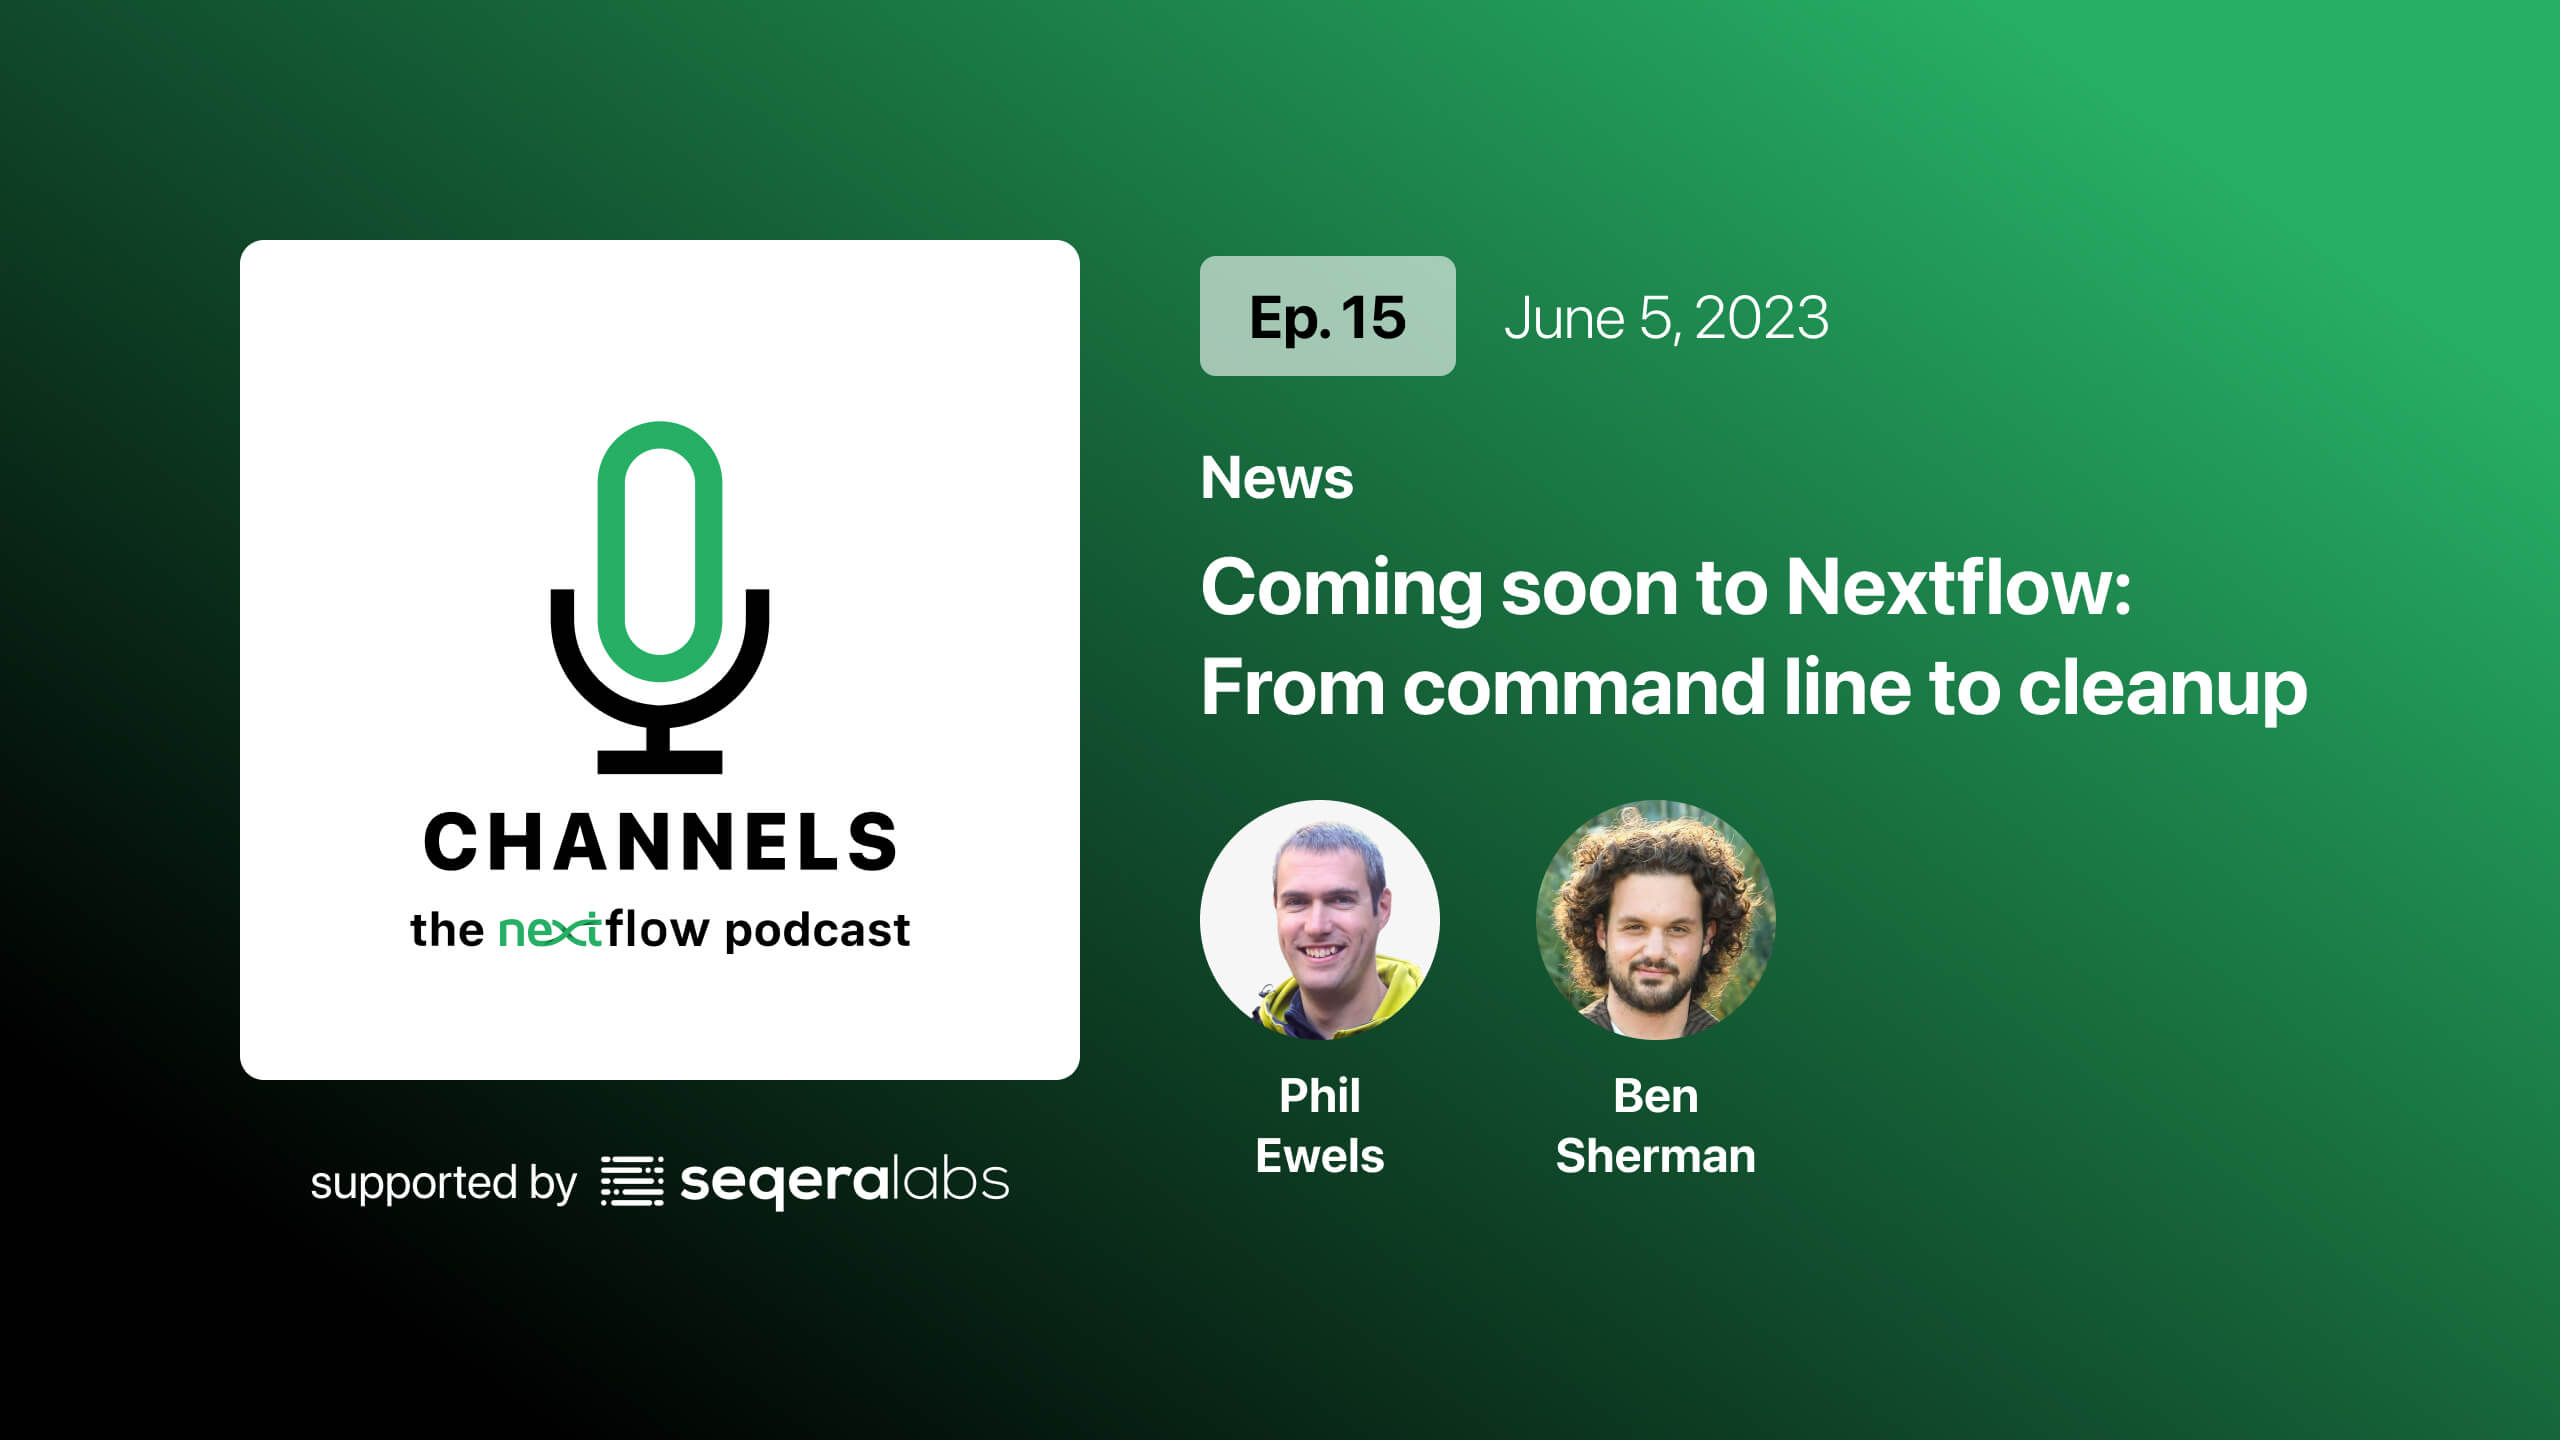 CHANNELS
the nextflow podcast
supported by seqeralabs
Ep. 15
June 5, 2023
News
Coming soon to Nextflow:
From command line to cleanup
Phil
Ewels
Ben
Sherman